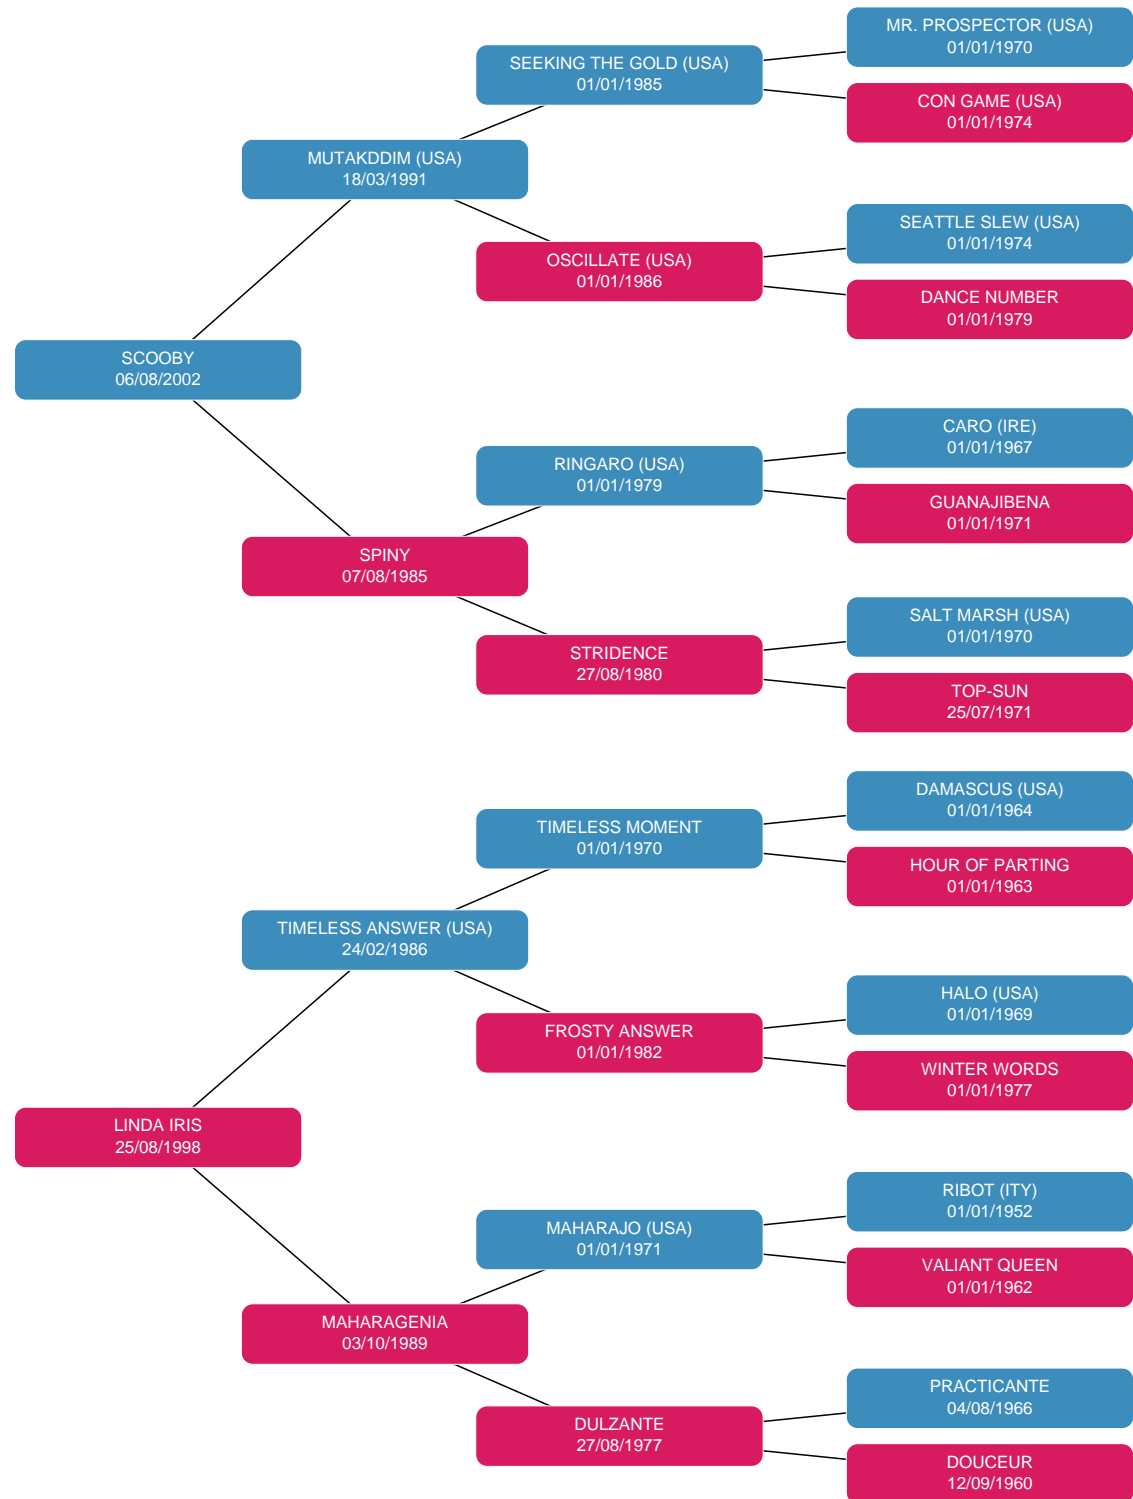 MR. PROSPECTOR (USA)
01/01/1970
SEEKING THE GOLD (USA)
01/01/1985
CON GAME (USA)
01/01/1974
MUTAKDDIM (USA)
18/03/1991
SEATTLE SLEW (USA)
01/01/1974
OSCILLATE (USA)
01/01/1986
DANCE NUMBER
01/01/1979
SCOOBY
06/08/2002
CARO (IRE)
01/01/1967
RINGARO (USA)
01/01/1979
GUANAJIBENA
01/01/1971
SPINY
07/08/1985
SALT MARSH (USA)
01/01/1970
STRIDENCE
27/08/1980
TOP-SUN
25/07/1971
DAMASCUS (USA)
01/01/1964
TIMELESS MOMENT
01/01/1970
HOUR OF PARTING
01/01/1963
TIMELESS ANSWER (USA)
24/02/1986
HALO (USA)
01/01/1969
FROSTY ANSWER
01/01/1982
WINTER WORDS
01/01/1977
LINDA IRIS
25/08/1998
RIBOT (ITY)
01/01/1952
MAHARAJO (USA)
01/01/1971
VALIANT QUEEN
01/01/1962
MAHARAGENIA
03/10/1989
PRACTICANTE
04/08/1966
DULZANTE
27/08/1977
DOUCEUR
12/09/1960